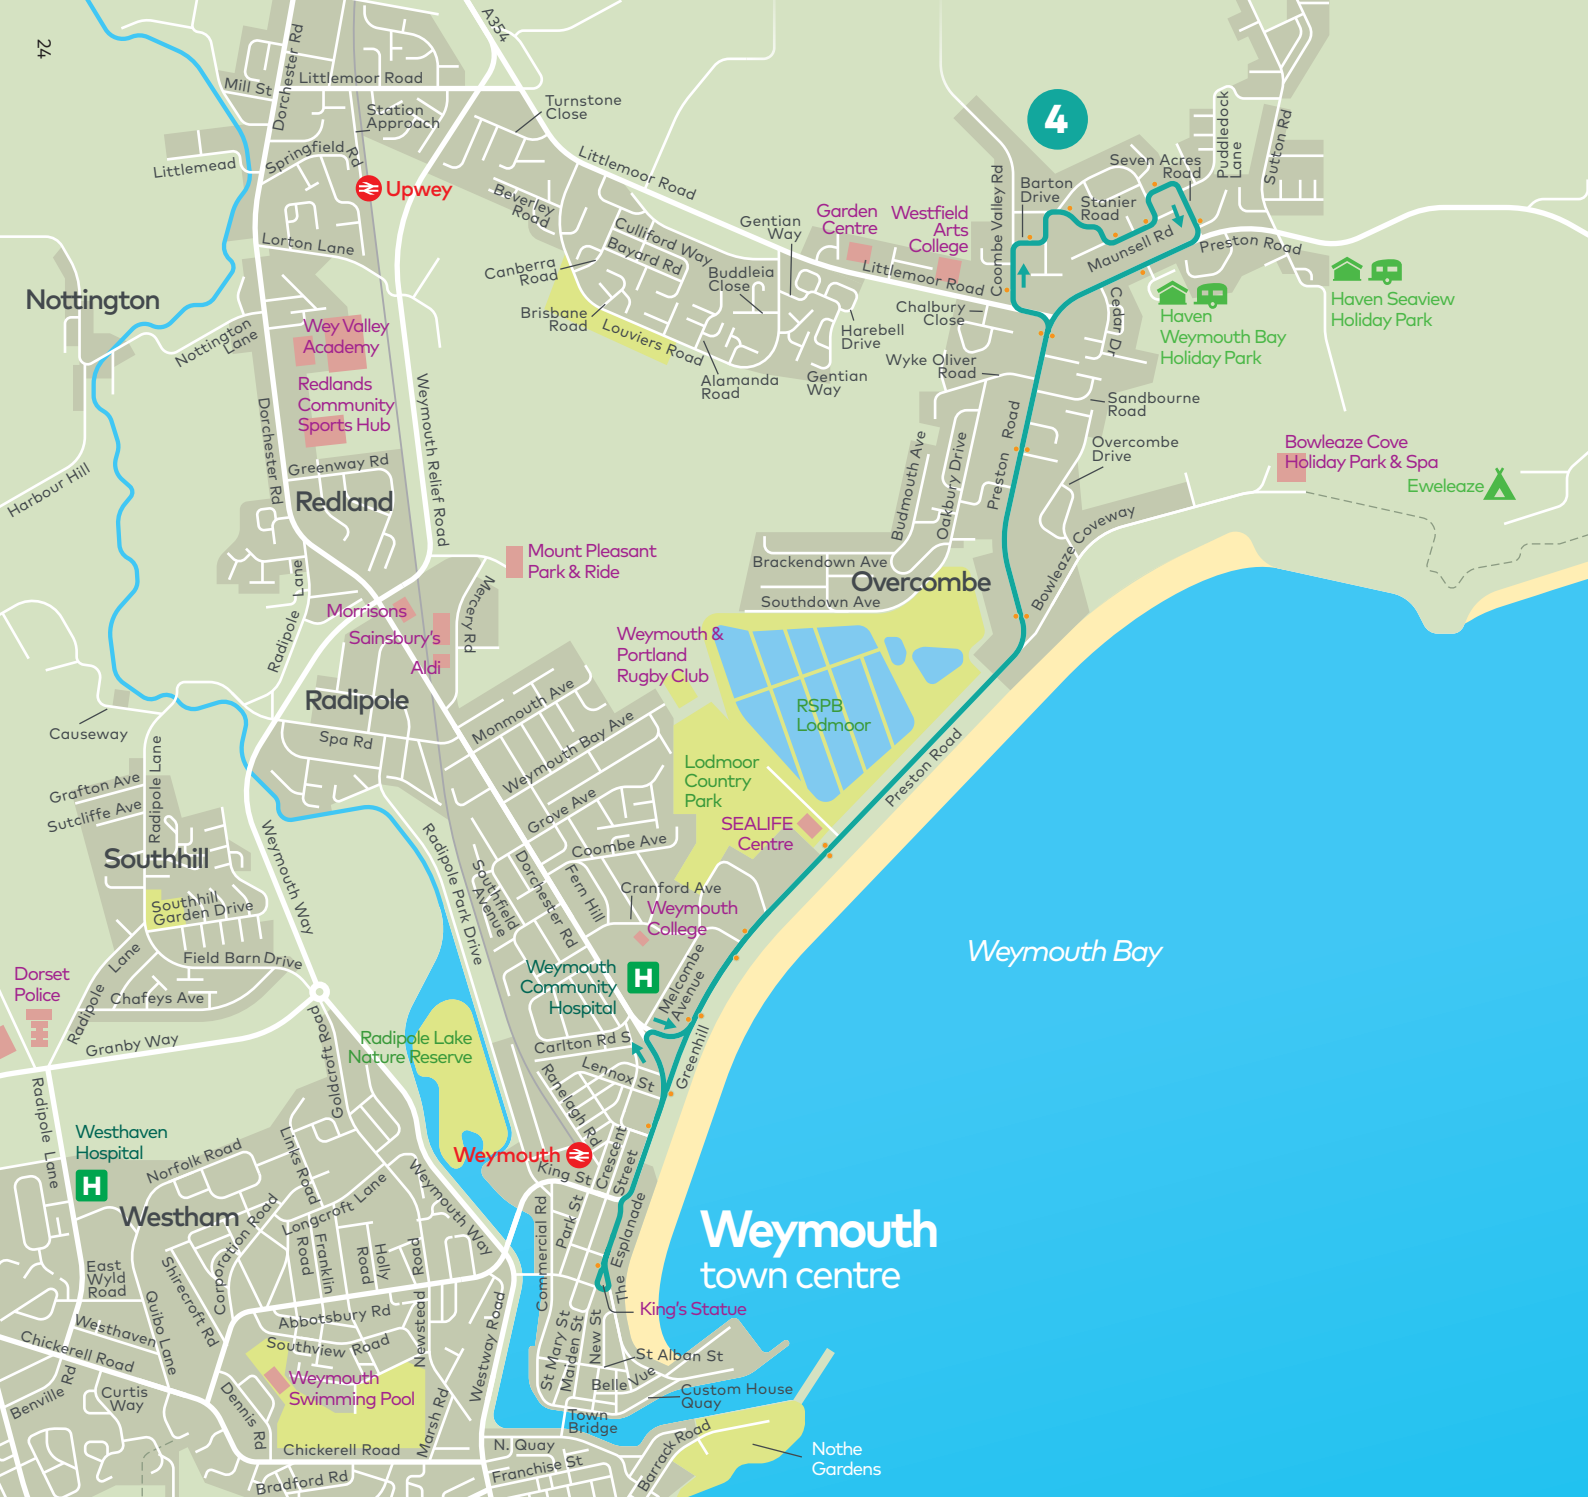 24
A354
Dorchester Rd
Littlemoor Road
Mill St
Station
Approach
Turnstone
Close
Springfield Rd
Littlemead
Upwey
Littlemoor Road
Beverley
Road
Lorton Lane
Culliford Way
Bayard Rd
Canberra
Road
Gentian
Way
Buddleia
Close
Garden
Centre
Westfield
Arts
College
Littlemoor Road
Coombe Valley Rd
4
Barton
Drive
Seven Acres
Road
Stanier
Road
Maunsell Rd
Puddledock
Lane
Sutton Rd
Preston Road
Haven Seaview
Holiday Park
Haven
Weymouth Bay
Holiday Park
Cedar Dr
Chalbury
Close
Brisbane
Road
Louviers Road
Harebell
Drive
Alamanda
Road
Gentian
Way
Wyke Oliver
Road
Nottington
Nottington
Lane
Wey Valley
Academy
Redlands
Community
Sports Hub
Dorchester Rd
Weymouth Relief Road
Greenway Rd
Harbour Hill
Redland
Sandbourne
Road
Overcombe
Drive
Preston Road
Budmouth Ave
Oakbury Drive
Bowleaze Coveway
Bowleaze Cove
Holiday Park & Spa
Eweleaze
Mount Pleasant
Park & Ride
Brackendown Ave
Overcombe
Southdown Ave
Radipole Lane
Morrisons
Sainsbury's
Aldi
Mercery Rd
Weymouth &
Portland
Rugby Club
Radipole
RSPB
Lodmoor
Monmouth Ave
Weymouth Bay Ave
Causeway
Spa Rd
Lodmoor
Country
Park
Preston Road
Grafton Ave
Sutcliffe Ave
Radipole Lane
Grove Ave
SEALIFE
Centre
Southhill
Weymouth Way
Radipole Park Drive
Southfield
Avenue
Dorchester Rd
Coombe Ave
Fern Hill
Cranford Ave
Weymouth
College
Southhill
Garden Drive
Weymouth Bay
Field Barn Drive
Radipole Lane
Chafeys Ave
Dorset
Police
Weymouth
Community
Hospital
H
Melcombe
Avenue
Granby Way
Goldcroft Road
Radipole Lake
Nature Reserve
Carlton Rd S
Greenhill
Lennox St
Ranelagh Rd
Radipole Lane
Westhaven
Hospital
H
Norfolk Road
Links Road
Weymouth
King St
Crescent
Street
Westham
Corporation Road
Longcroft Lane
Weymouth Way
Commercial Rd
Park St
The Esplanade
Weymouth
town centre
East
Wyld
Road
Shirecroft Rd
Road
Franklin
Holly
Road
Road
Newstead
Quibo Lane
Abbotsbury Rd
Westhaven
King's Statue
Southview Road
Chickerell Road
Westway Road
St Mary St
Maiden St
New St
St Alban St
Weymouth
Swimming Pool
Benville Rd
Curtis
Way
Dennis Rd
Belle Vue
Custom House
Quay
Marsh Rd
Town
Bridge
Chickerell Road
N. Quay
Barrack Road
Nothe
Gardens
Bradford Rd
Franchise St